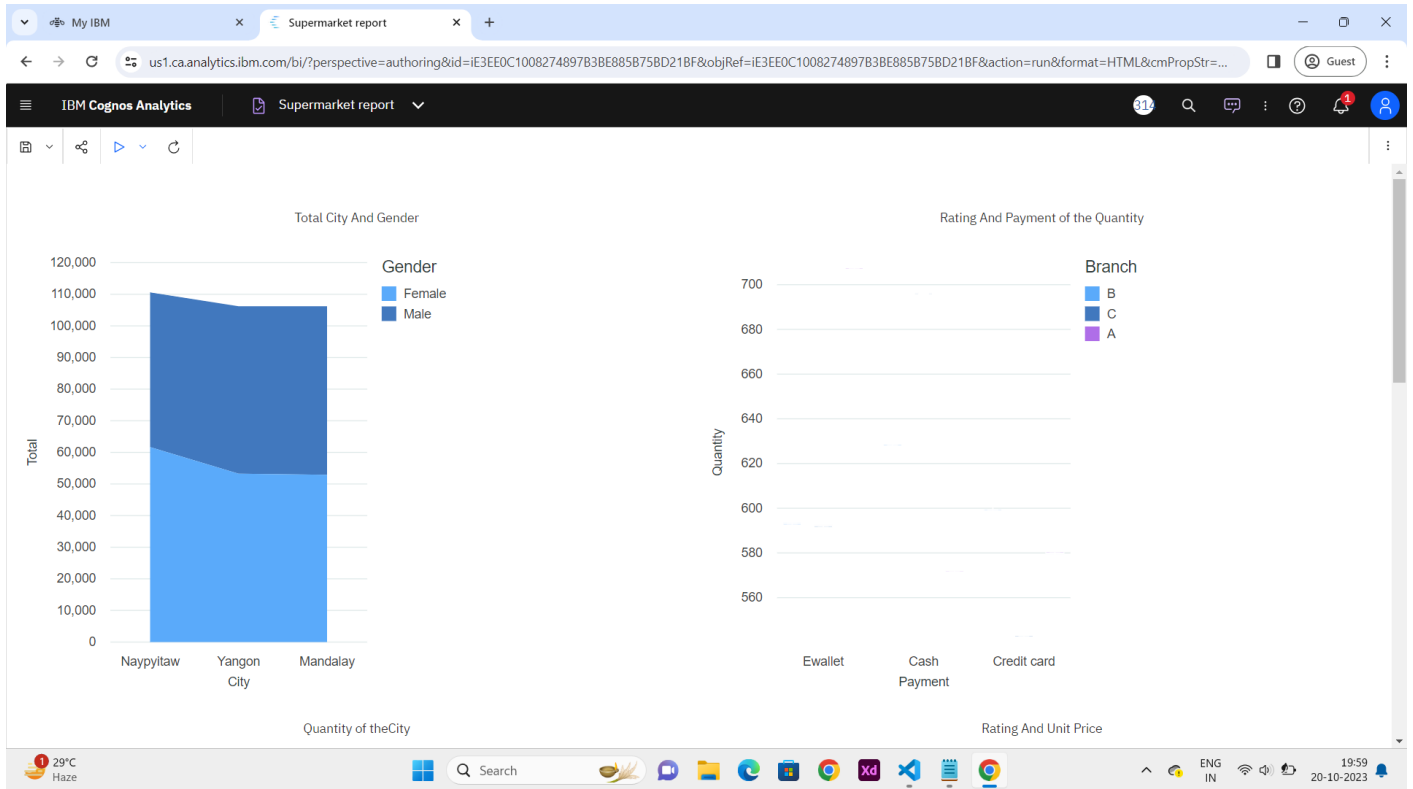 My IBM
Supermarket report
us1.ca.analytics.ibm.com/bi/?perspective=authoring&id=iE3EE0C1008274897B3BE885B75BD21BF&objRef=iE3EE0C1008274897B3BE885B75BD21BF&action=run&format=HTML&cmPropStr=...
Guest
IBM Cognos Analytics
Supermarket report
314
1
Total City And Gender
120,000
110,000
100,000
90,000
80,000
70,000
60,000
50,000
40,000
30,000
20,000
10,000
0
Total
Naypyitaw Yangon Mandalay
City
Gender
Female
Male
Rating And Payment of the Quantity
700
680
660
640
620
600
580
560
Quantity
Ewallet Cash Credit card
Payment
Branch
B
C
A
Quantity of theCity
Rating And Unit Price
1
29°C
Haze
Search
Xd
ENG
IN
19:59
20-10-2023